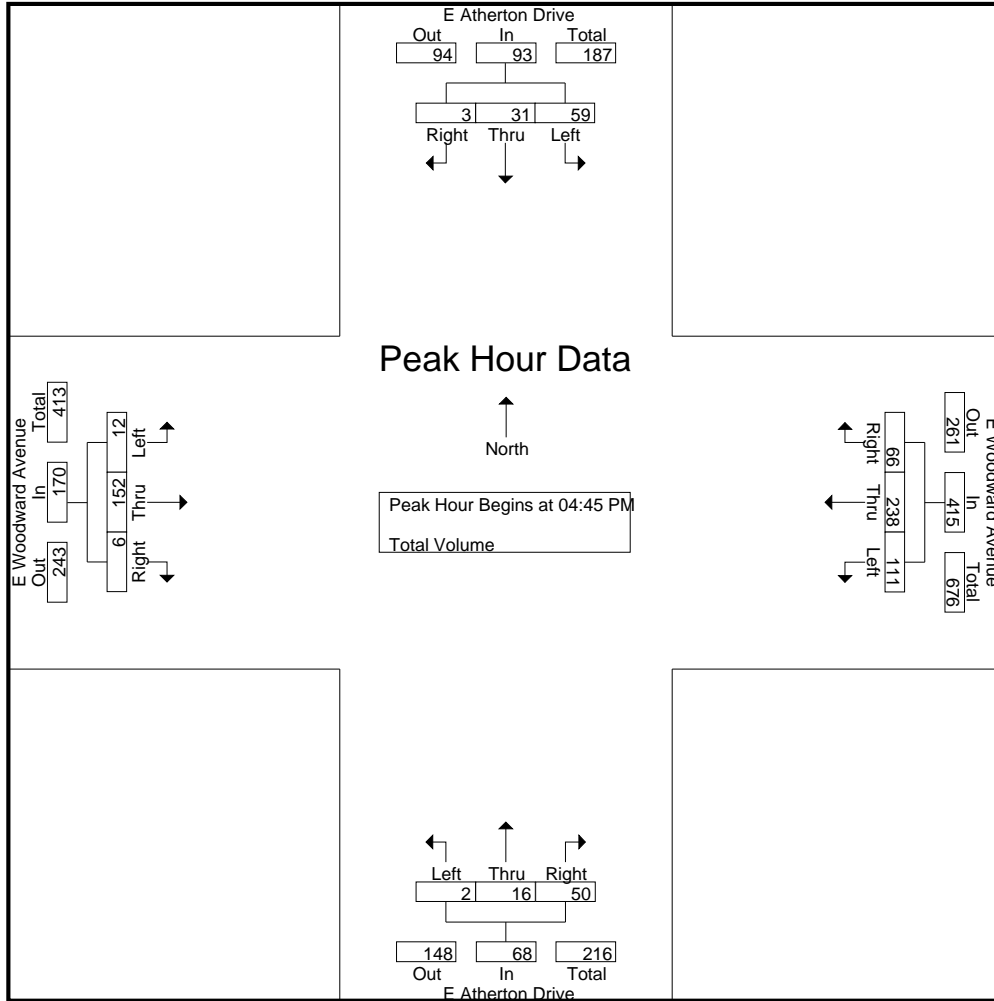 E Atherton Drive
Out In Total
94 93 187
3 31 59
Right Thru Left
Peak Hour Data
North
Peak Hour Begins at 04:45 PM
Total Volume
E Woodward Avenue
Out In Total
243 170 413
6 152 12
Right Thru Left
E Woodward Avenue
Out In Total
261 415 676
66 238 111
Right Thru Left
Left Thru Right
2 16 50
148 68 216
Out In Total
E Atherton Drive